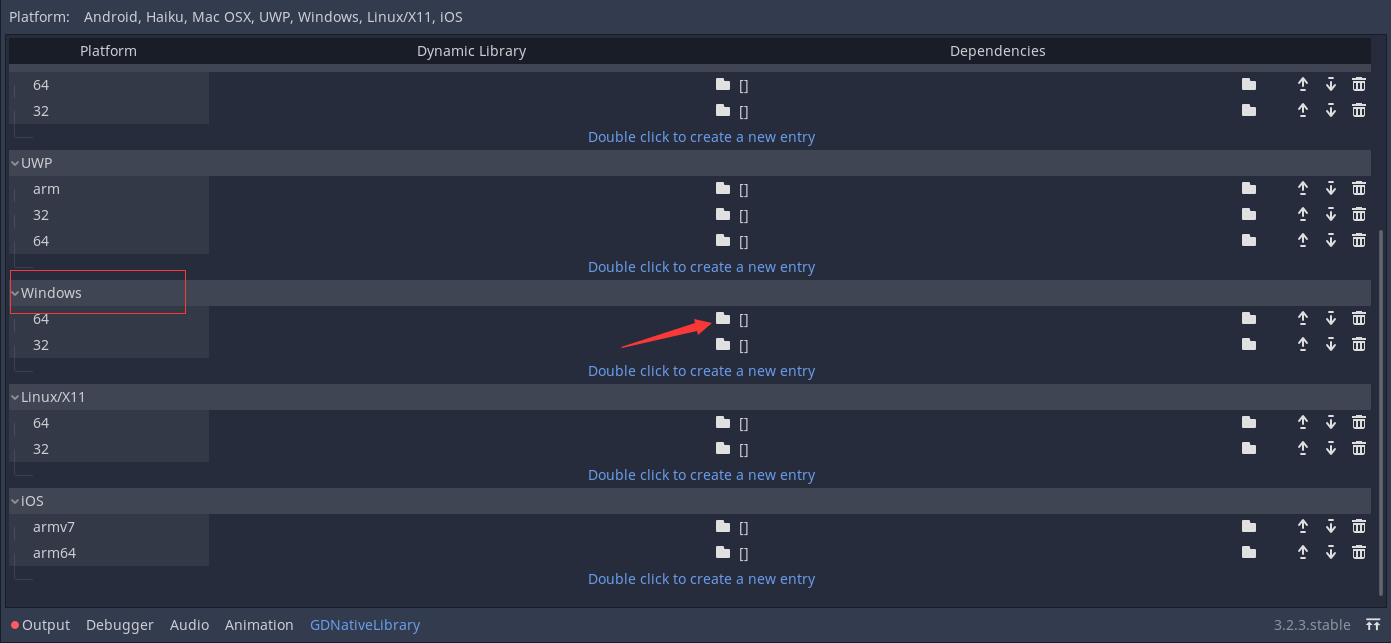 Platform: Android, Haiku, Mac OSX, UWP, Windows, Linux/X11, iOS
Platform Dynamic Library Dependencies
64 []
32 []
Double click to create a new entry
UWP
arm []
32 []
64 []
Double click to create a new entry
Windows
64 []
32 []
Double click to create a new entry
Linux/X11
64 []
32 []
Double click to create a new entry
iOS
armv7 []
arm64 []
Double click to create a new entry
Output Debugger Audio Animation GDNativeLibrary 3.2.3.stable